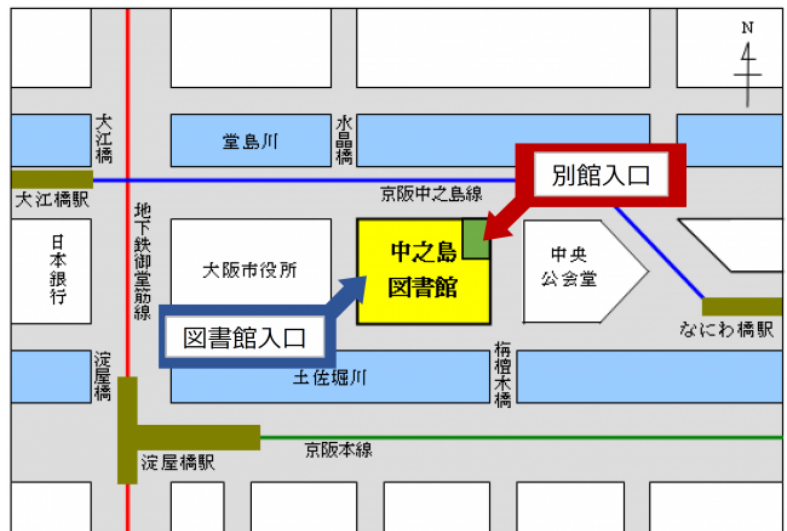 N
大江橋
堂島川
水晶橋
別館入口
大江橋駅
京阪中之島線
地下鉄御堂筋線
日本銀行
大阪市役所
中之島
図書館
中央
公会堂
図書館入口
なにわ橋駅
淀屋橋
土佐堀川
栴檀木橋
淀屋橋駅
京阪本線